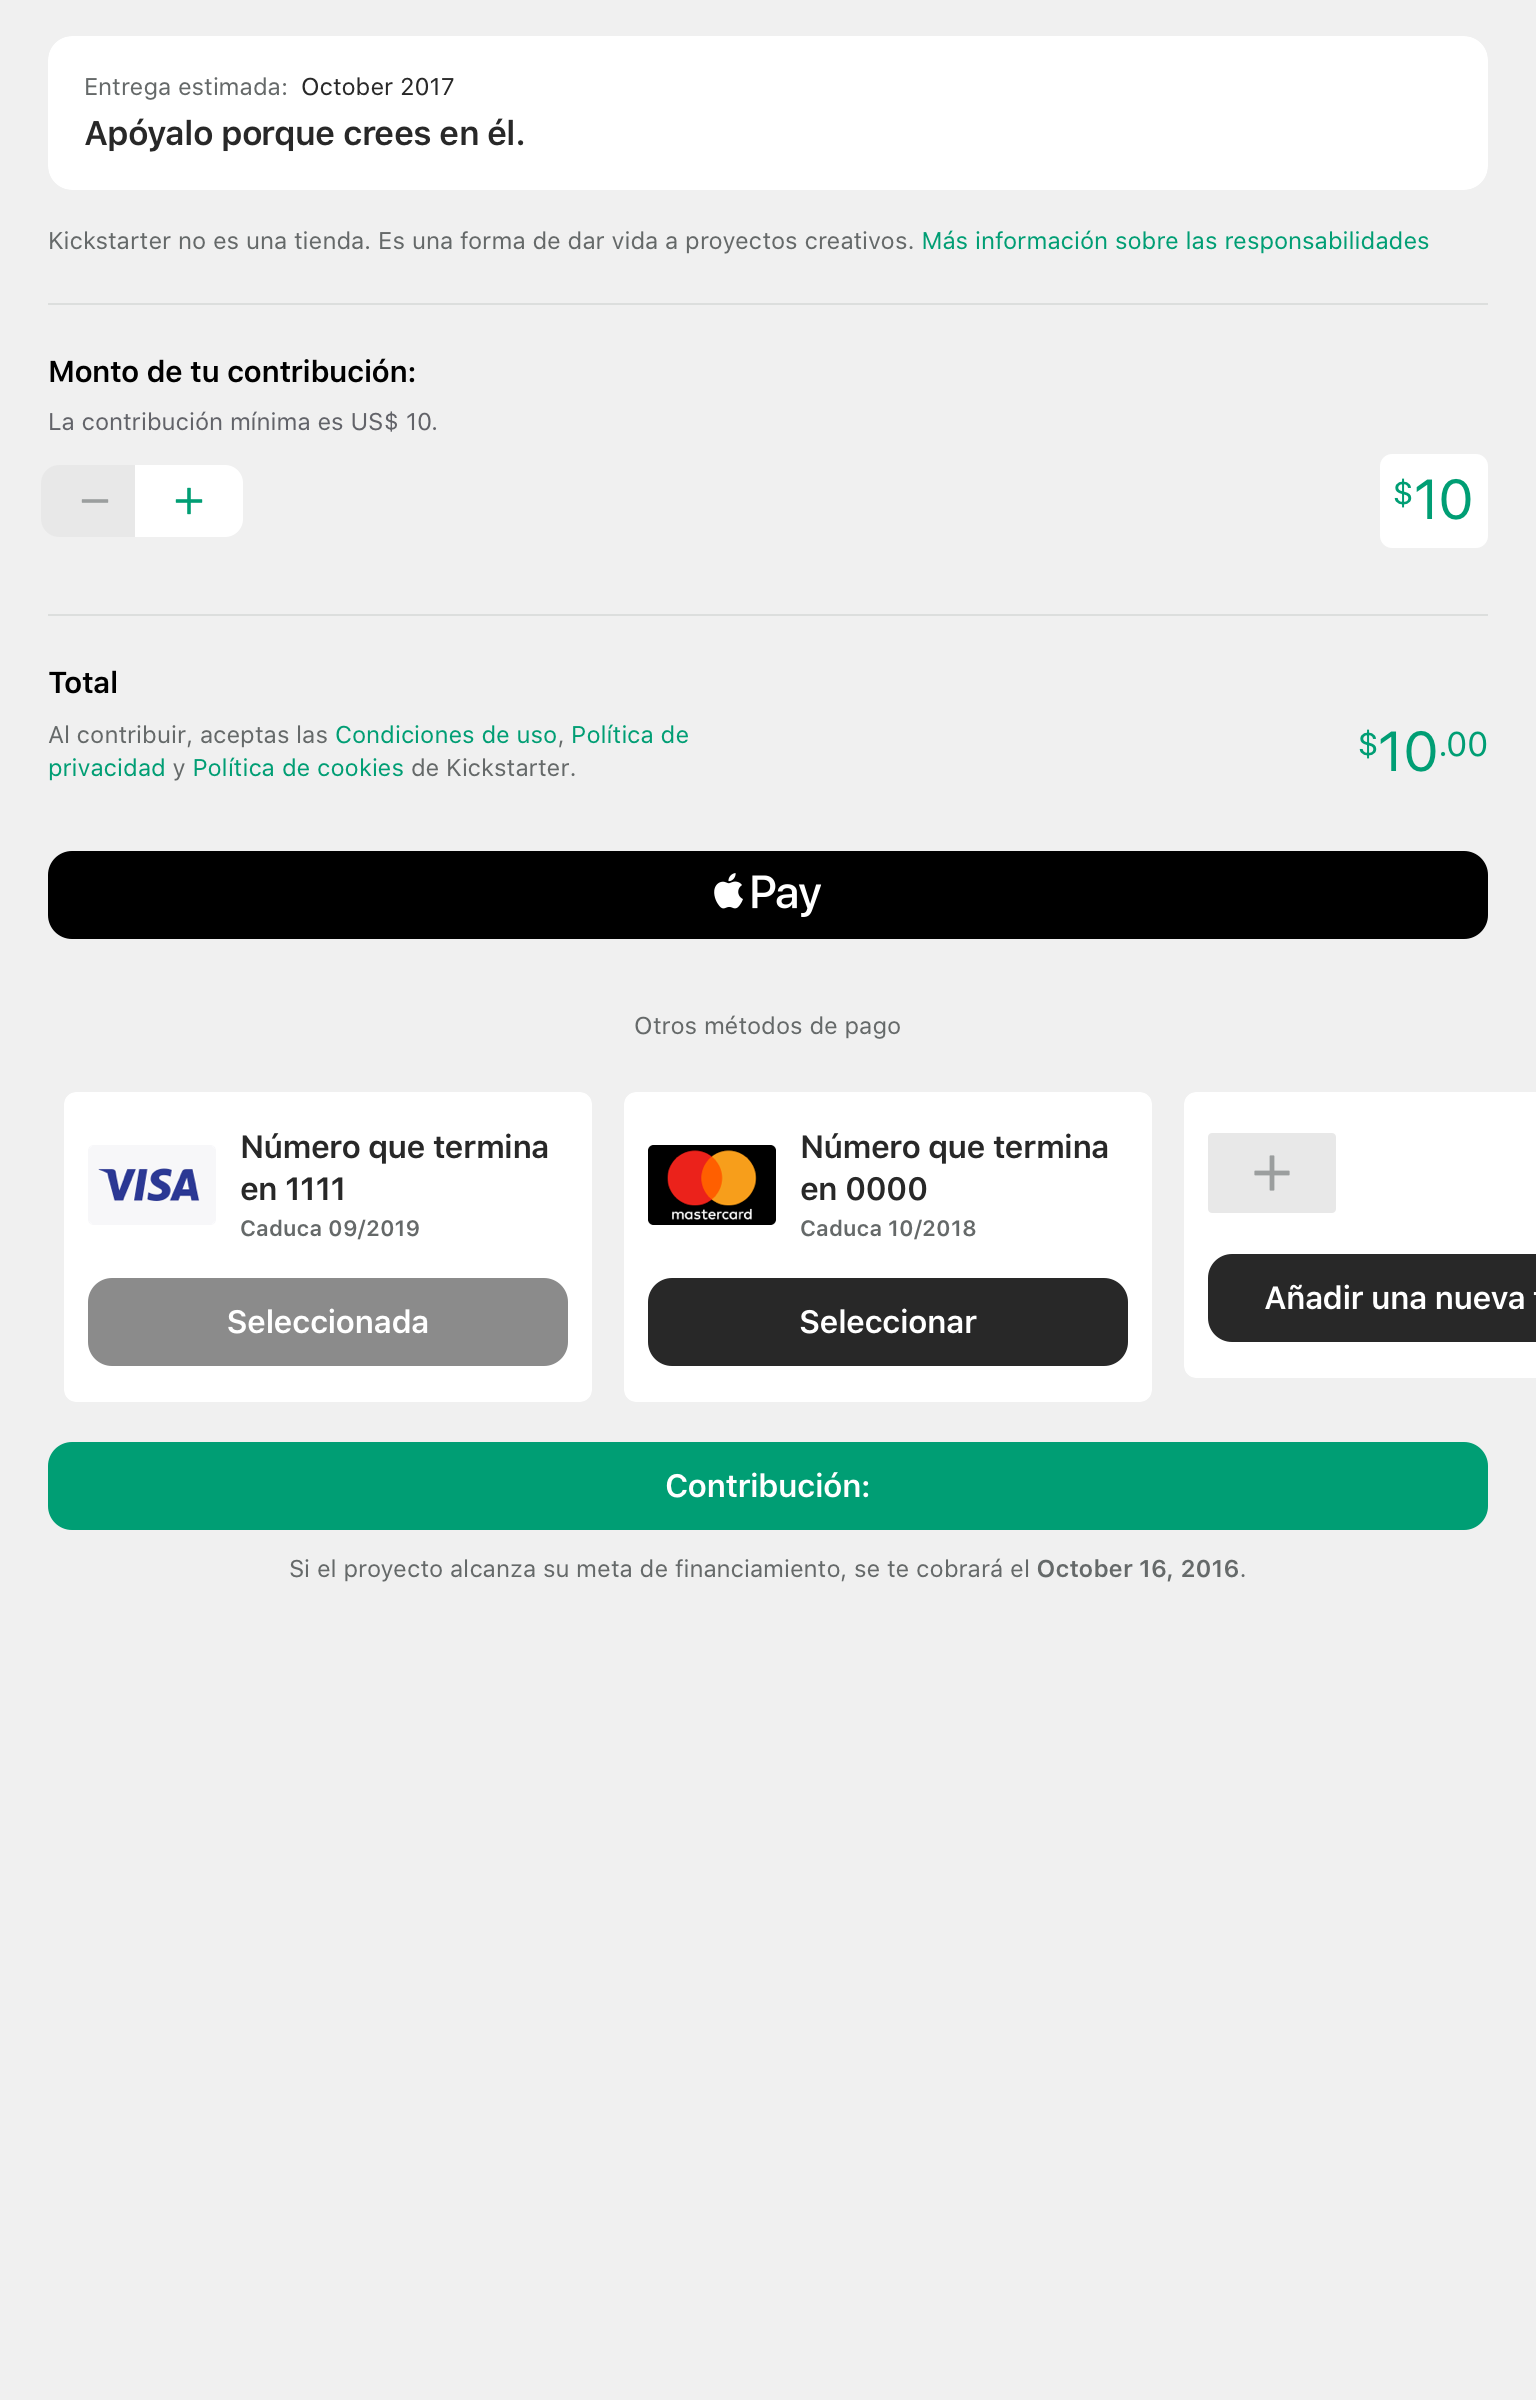 Entrega estimada: October 2017
Apóyalo porque crees en él.
Kickstarter no es una tienda. Es una forma de dar vida a proyectos creativos. Más información sobre las responsabilidades
Monto de tu contribución:
La contribución mínima es US$ 10.
− +
$10
Total
Al contribuir, aceptas las Condiciones de uso, Política de
privacidad y Política de cookies de Kickstarter.
$10.00
Pay
Otros métodos de pago
VISA
Número que termina
en 1111
Caduca 09/2019
Seleccionada
mastercard
Número que termina
en 0000
Caduca 10/2018
Seleccionar
+
Añadir una nueva
Contribución:
Si el proyecto alcanza su meta de financiamiento, se te cobrará el October 16, 2016.